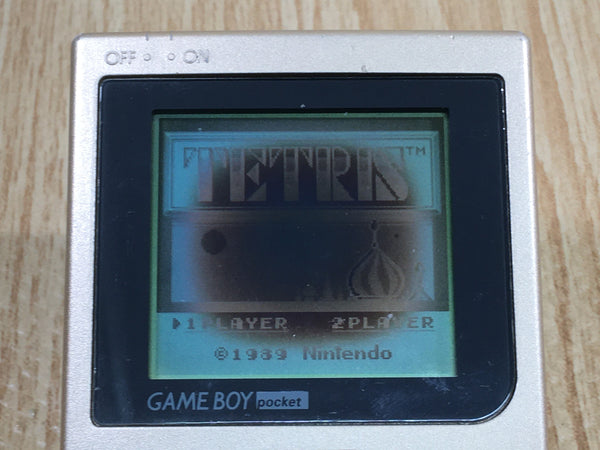 OFF ON
TETRIS™
▶1PLAYER 2PLAYER
©1989 Nintendo
GAME BOY pocket